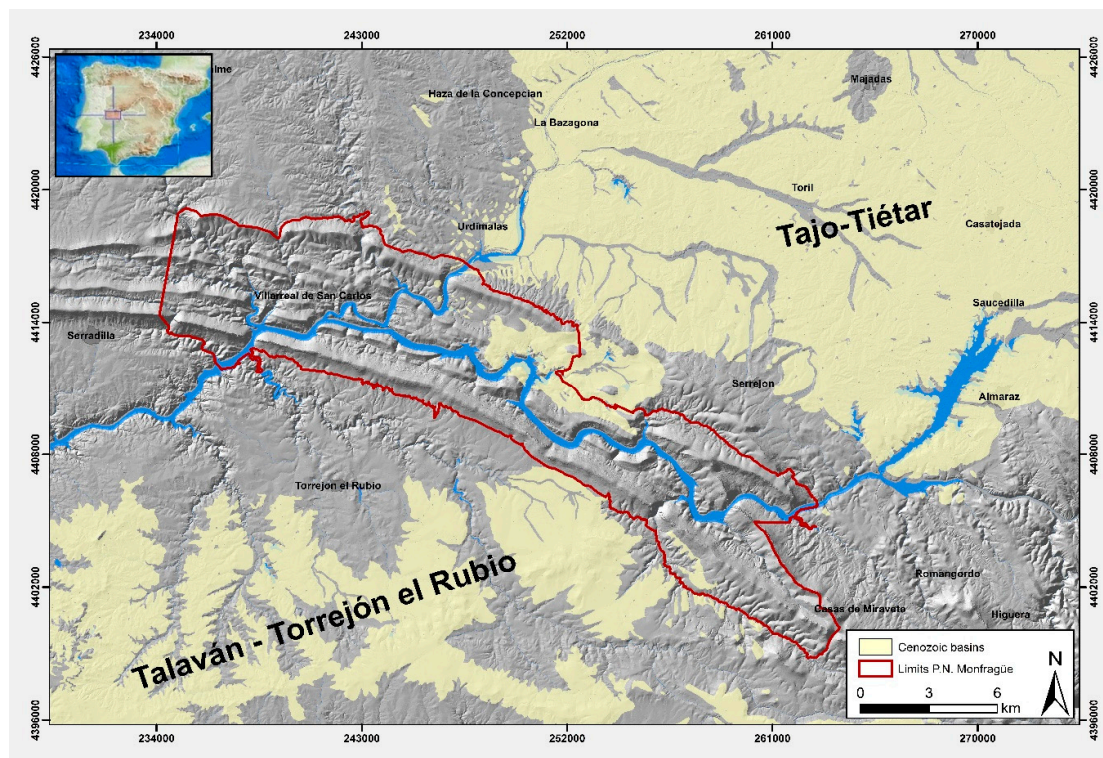 234000 243000 252000 261000 270000
4426000 4426000
lme
Majadas
Haza de la Concepcian
La Bazagona
4420000 4420000
Toril
Urdimalas
Tajo-Tiétar
Casatejada
Villarreal de San Carlos
Saucedilla
4414000 4414000
Serradilla
Serrejon
Almaraz
4408000 4408000
Torrejon el Rubio
Talaván - Torrejón el Rubio
Romangordo
4402000 4402000
Casas de Miravete
Higuera
Cenozoic basins
Limits P.N. Monfragüe
N
0 3 6
km
4396000 4396000
234000 243000 252000 261000 270000